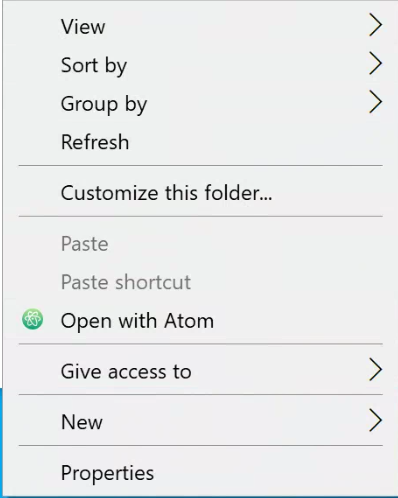 View
Sort by
Group by
Refresh
Customize this folder...
Paste
Paste shortcut
Open with Atom
Give access to
New
Properties